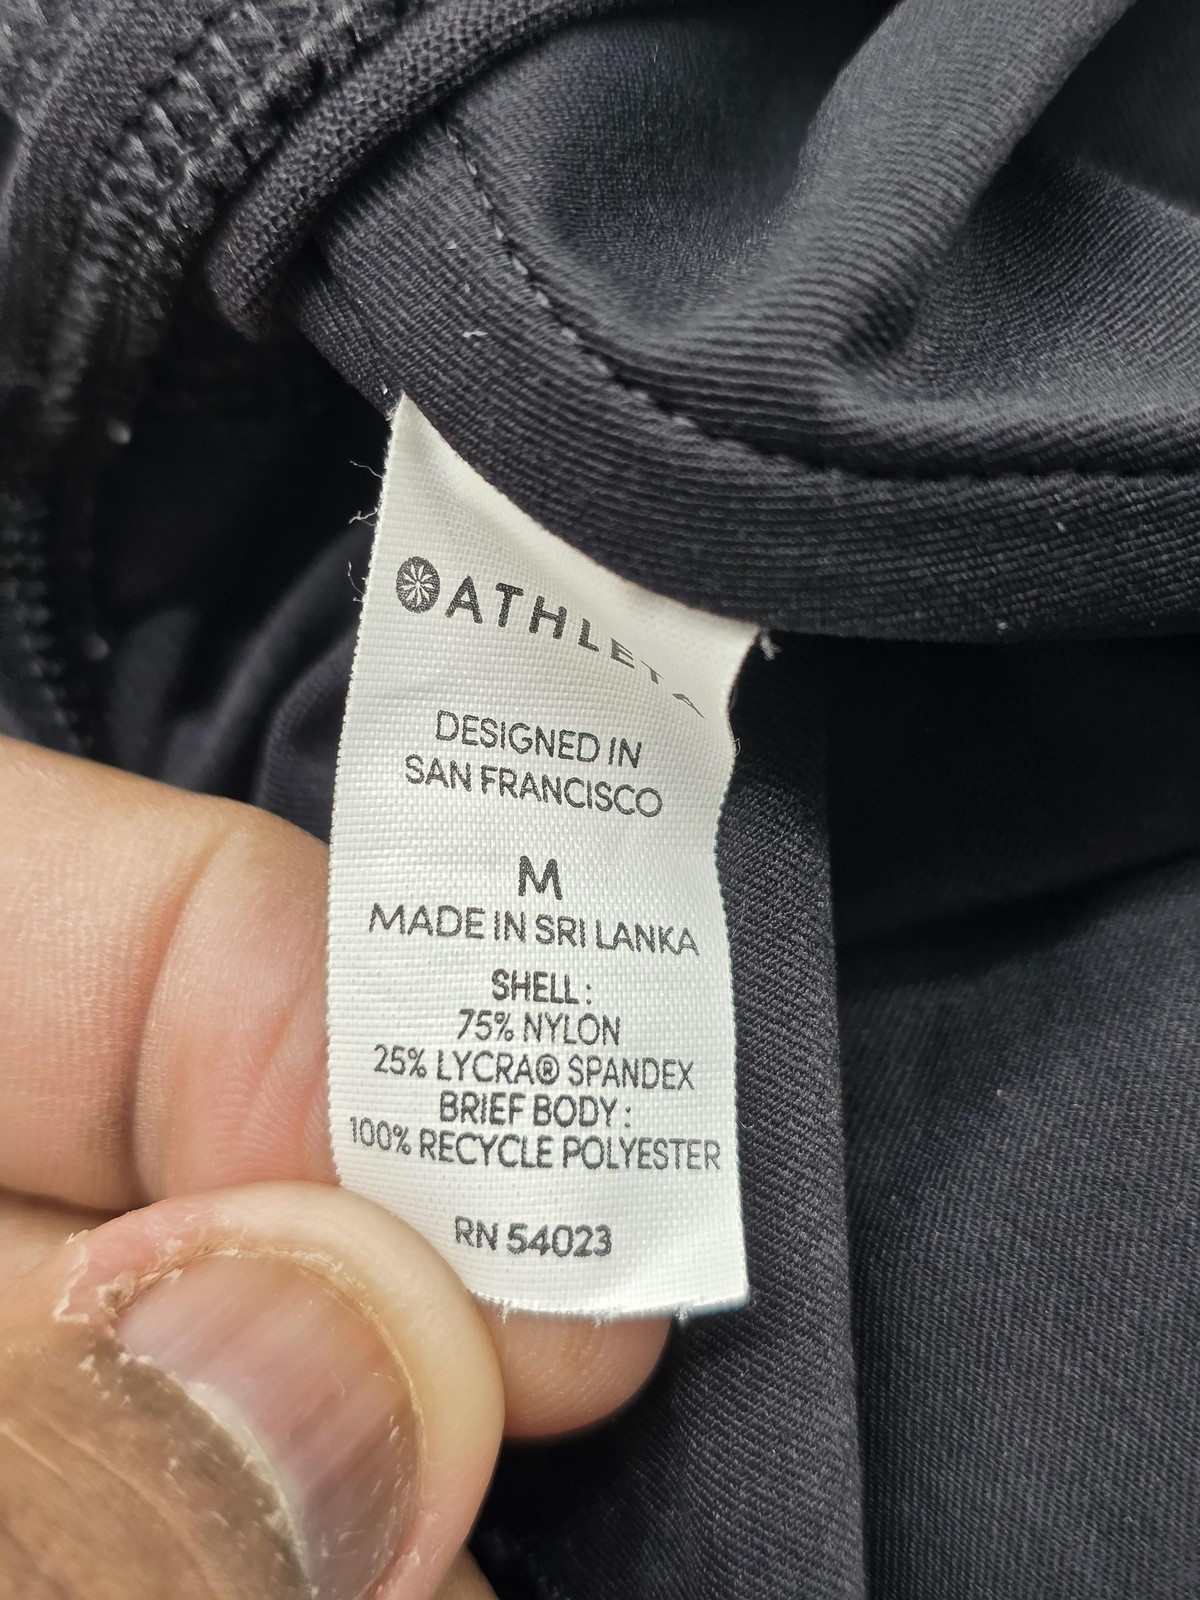 ATHLETA
DESIGNED IN
SAN FRANCISCO
M
MADE IN SRI LANKA
SHELL :
75% NYLON
25% LYCRA® SPANDEX
BRIEF BODY :
100% RECYCLE POLYESTER
RN 54023